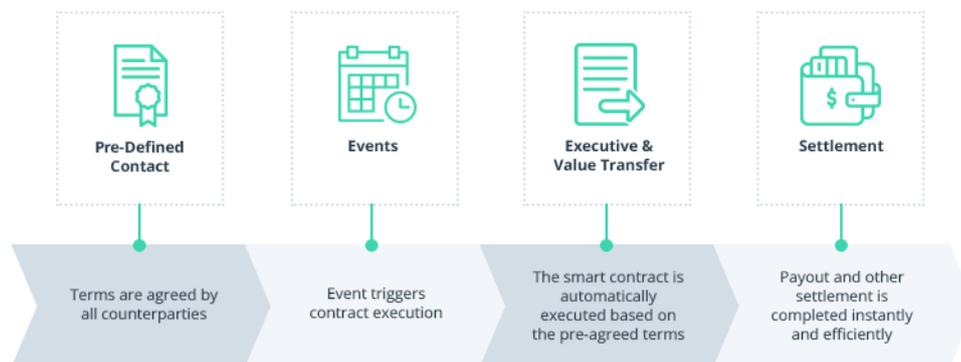 Pre-Defined
Contact
Events
Executive &
Value Transfer
$
Settlement
Terms are agreed by
all counterparties
Event triggers
contract execution
The smart contract is
automatically
executed based on
the pre-agreed terms
Payout and other
settlement is
completed instantly
and efficiently